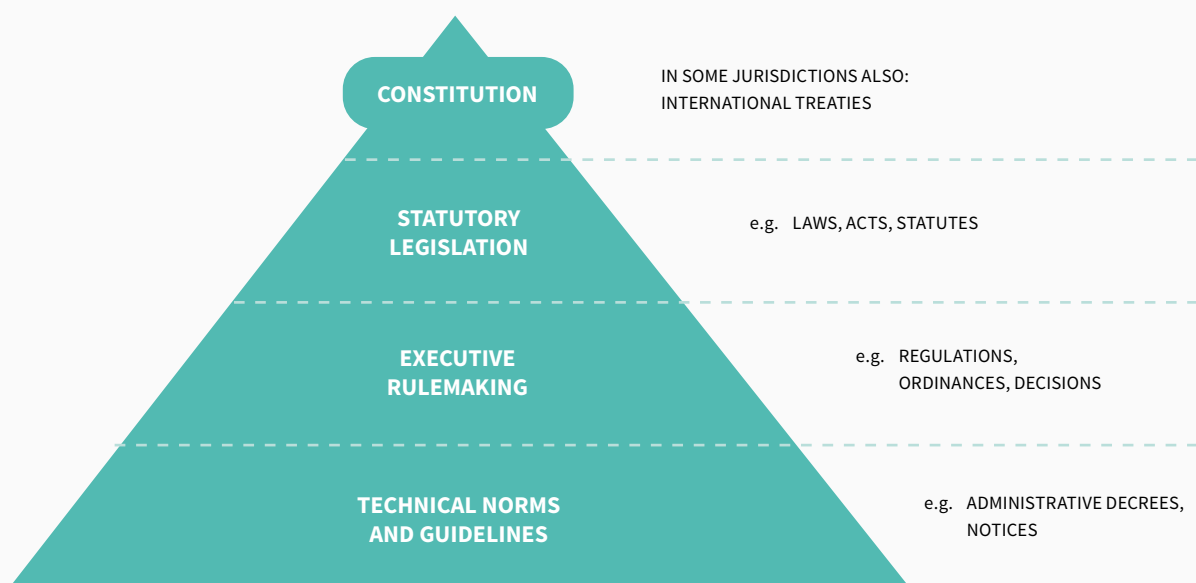 CONSTITUTION
IN SOME JURISDICTIONS ALSO:
INTERNATIONAL TREATIES
STATUTORY
LEGISLATION
e.g. LAWS, ACTS, STATUTES
EXECUTIVE
RULEMAKING
e.g. REGULATIONS,
ORDINANCES, DECISIONS
TECHNICAL NORMS
AND GUIDELINES
e.g. ADMINISTRATIVE DECREES,
NOTICES